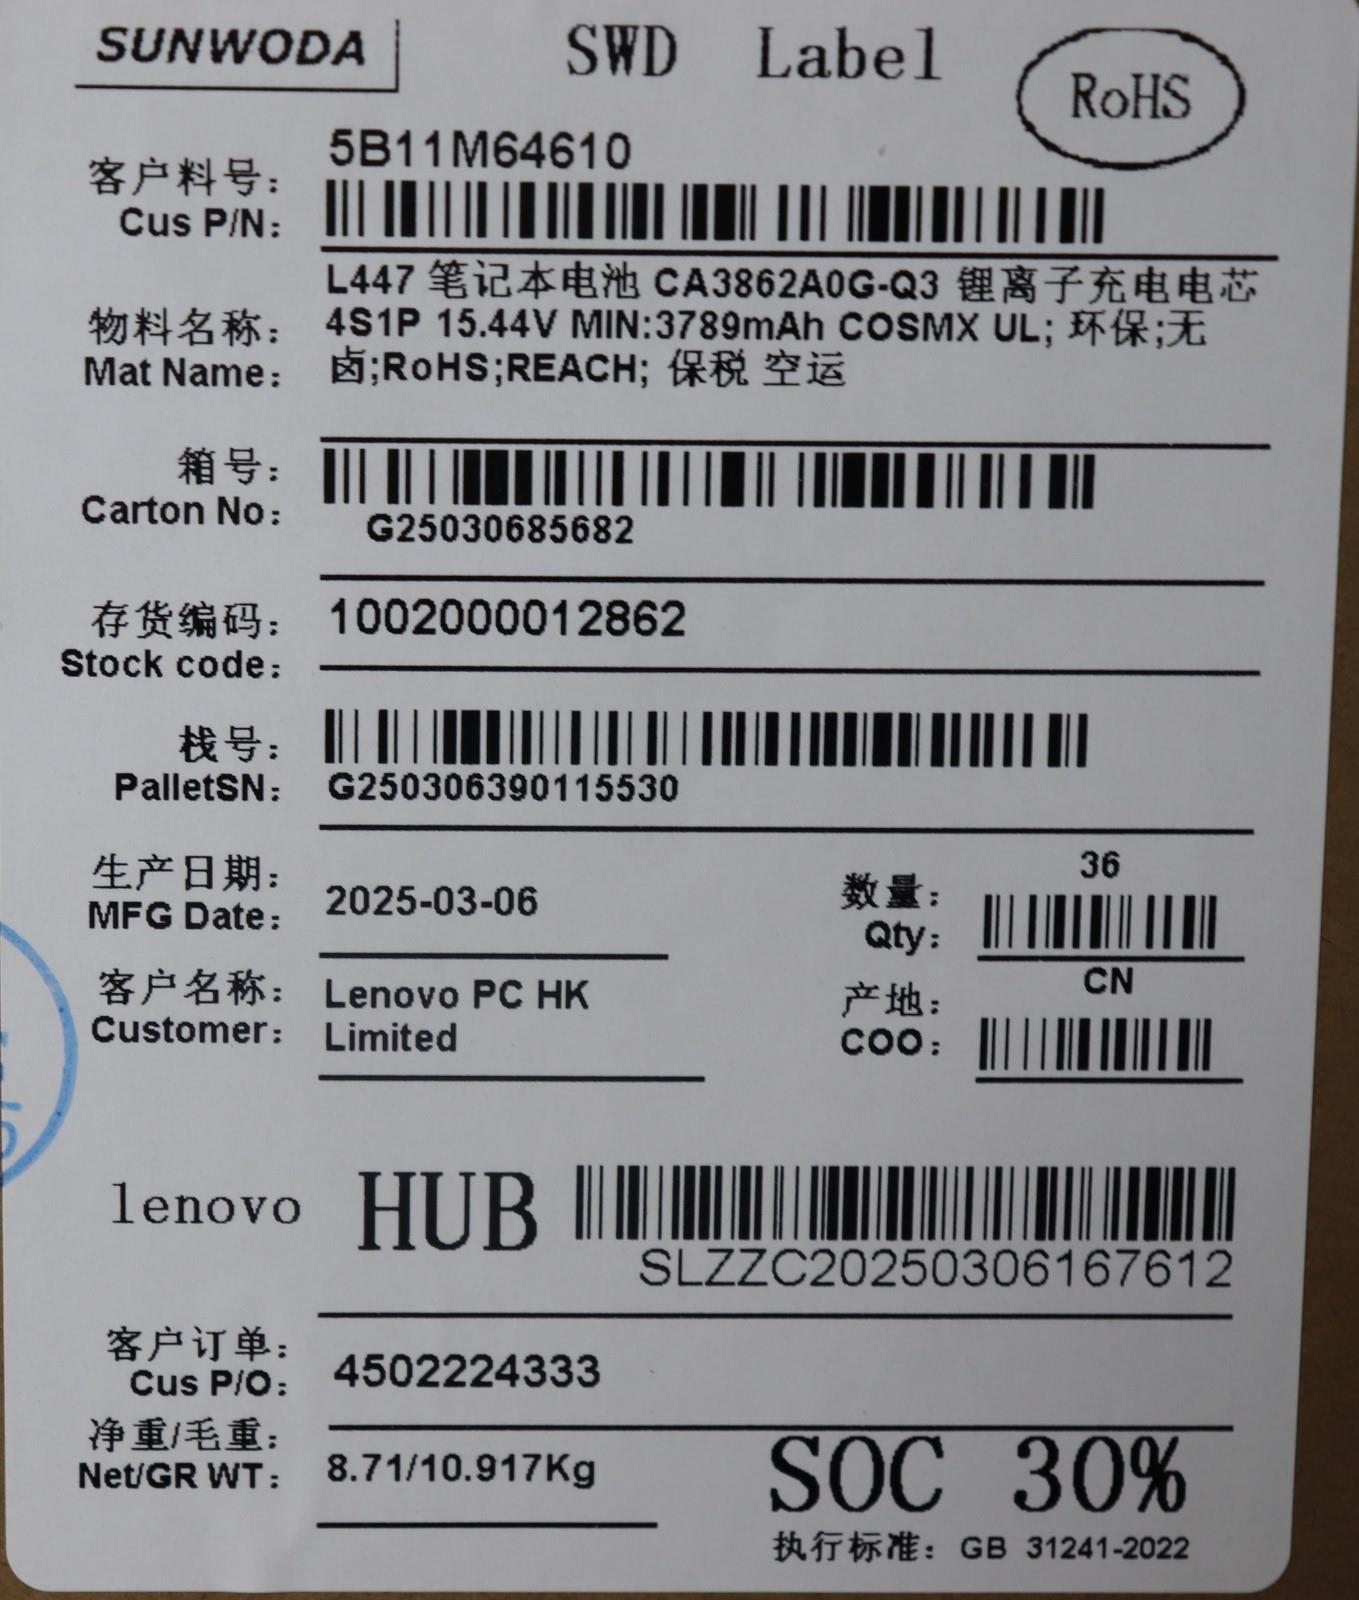 SUNWODA
SWD Label
RoHS
客户料号: 5B11M64610
Cus P/N:
L447 笔记本电池 CA3862A0G-Q3 锂离子充电电芯
物料名称: 4S1P 15.44V MIN:3789mAh COSMX UL; 环保;无
Mat Name: 卤;RoHS;REACH; 保税 空运
箱号:
Carton No:
G25030685682
存货编码: 1002000012862
Stock code:
栈号:
PalletSN: G250306390115530
生产日期:
MFG Date: 2025-03-06
36
数量:
Qty:
客户名称: Lenovo PC HK
Customer: Limited
CN
产地:
COO:
lenovo HUB
SLZZC20250306167612
客户订单:
Cus P/O: 4502224333
净重/毛重:
Net/GR WT: 8.71/10.917Kg
SOC 30%
执行标准: GB 31241-2022